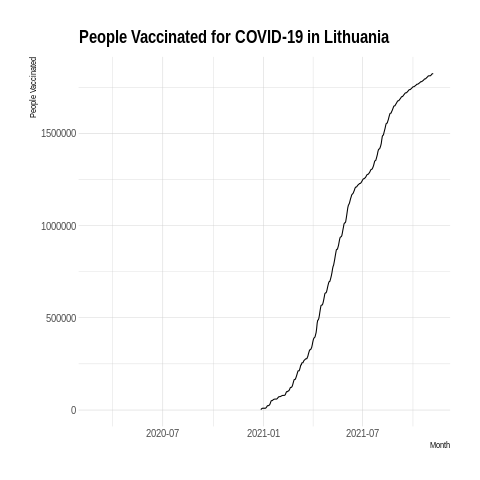 People Vaccinated for COVID-19 in Lithuania
People Vaccinated
1500000
1000000
500000
0
2020-07 2021-01 2021-07
Month